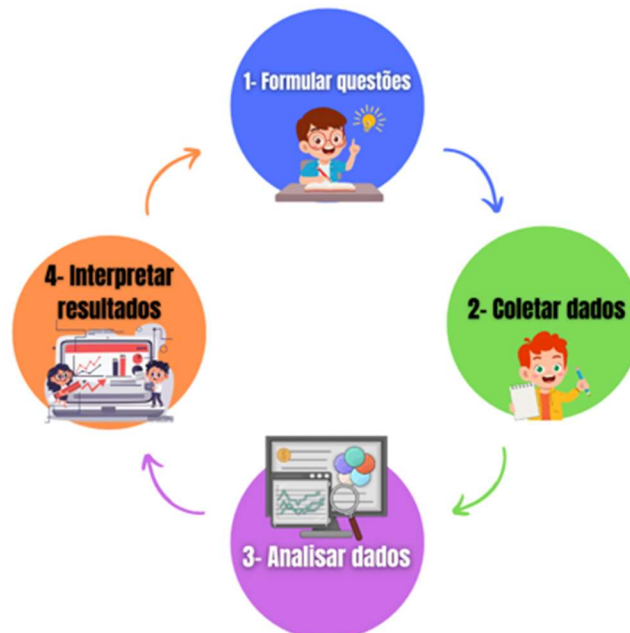 1- Formular questões
2- Coletar dados
3- Analisar dados
4- Interpretar
resultados